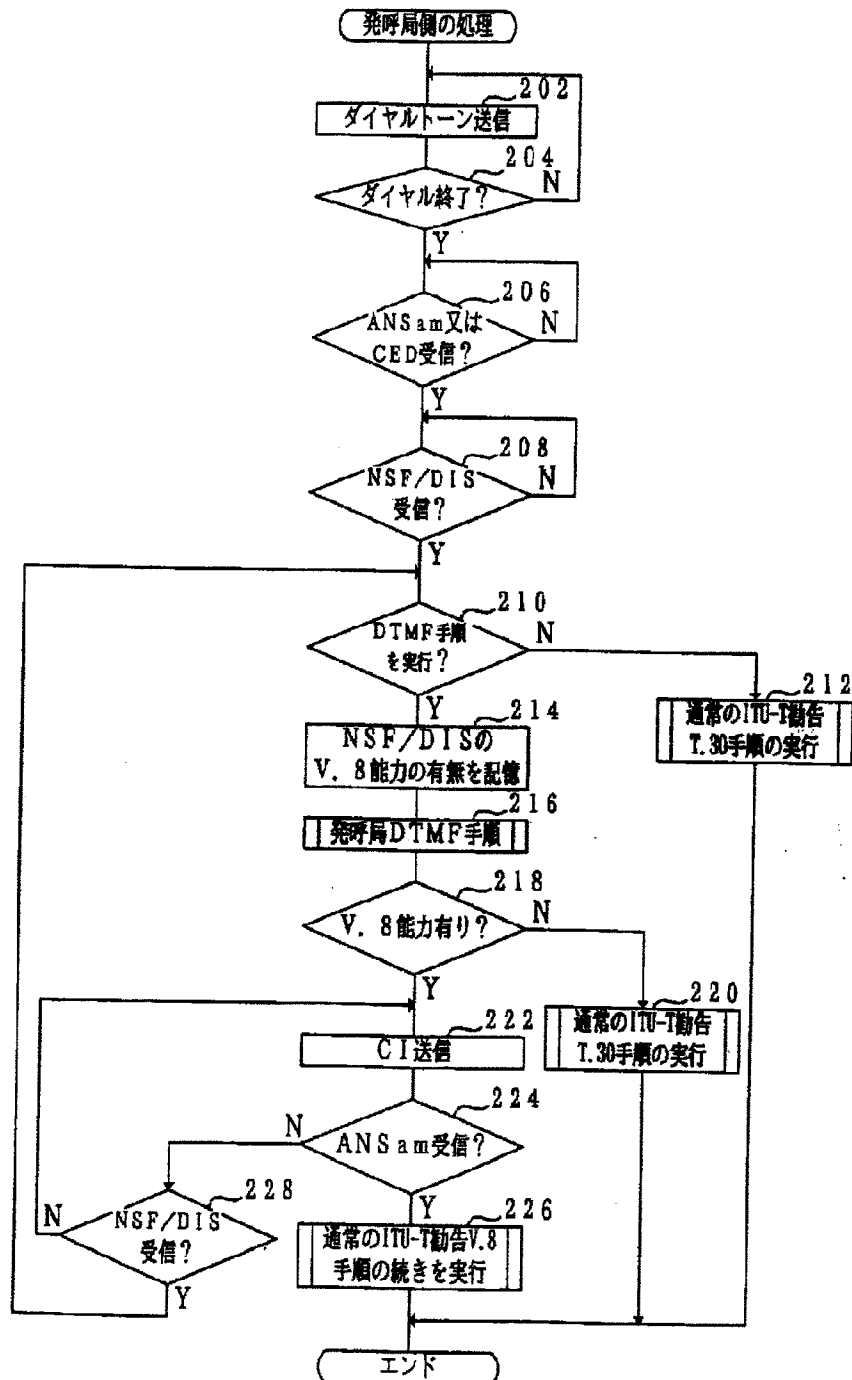 発呼局側の処理
202
ダイヤルトーン送信
204
ダイヤル終了?
N
Y
206
ANSam又は
CED受信?
N
Y
208
NSF/DIS
受信?
N
Y
210
DTMF手順
を実行?
N
Y
212
通常のITU-T勧告
T.30手順の実行
214
NSF/DISの
V.8能力の有無を記憶
216
発呼局DTMF手順
218
V.8能力有り?
N
Y
220
通常のITU-T勧告
T.30手順の実行
222
CI送信
224
ANSam受信?
N
Y
228
NSF/DIS
受信?
N
Y
226
通常のITU-T勧告V.8
手順の続きを実行
エンド